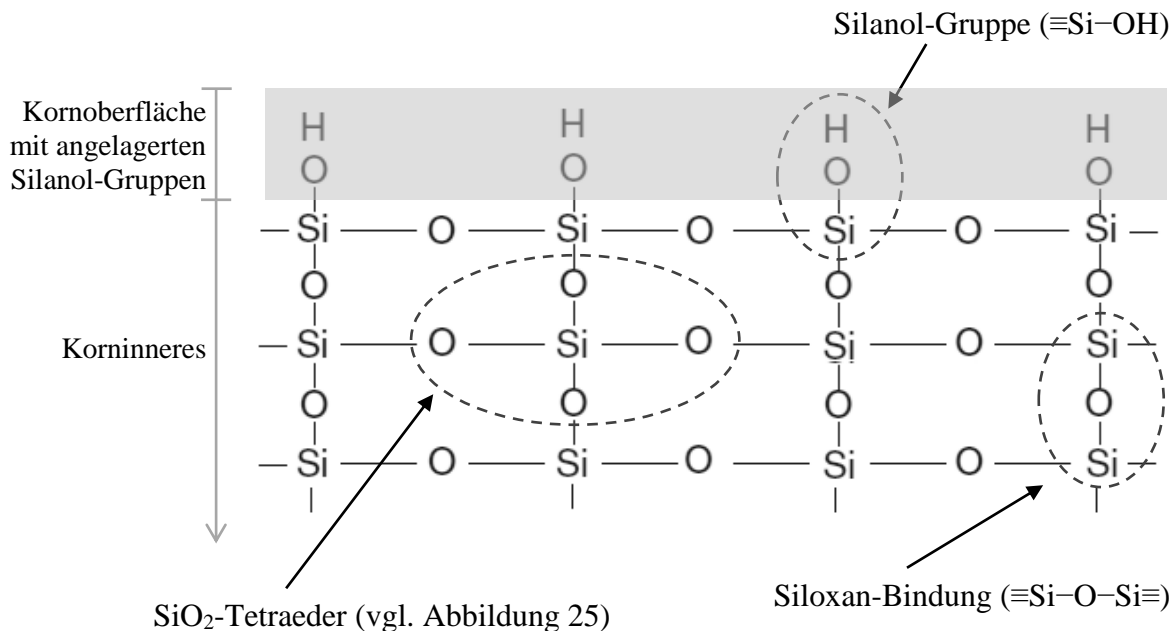 Silanol-Gruppe (≡Si−OH)
Kornoberfläche
mit angelagerten
Silanol-Gruppen
H H H H
O O O O
— Si — O — Si — O — Si — O — Si —
O O O O
Korninneres
— Si — O — Si — O — Si — O — Si —
O O O O
— Si — O — Si — O — Si — O — Si —
Siloxan-Bindung (≡Si−O−Si≡)
SiO₂-Tetraeder (vgl. Abbildung 25)